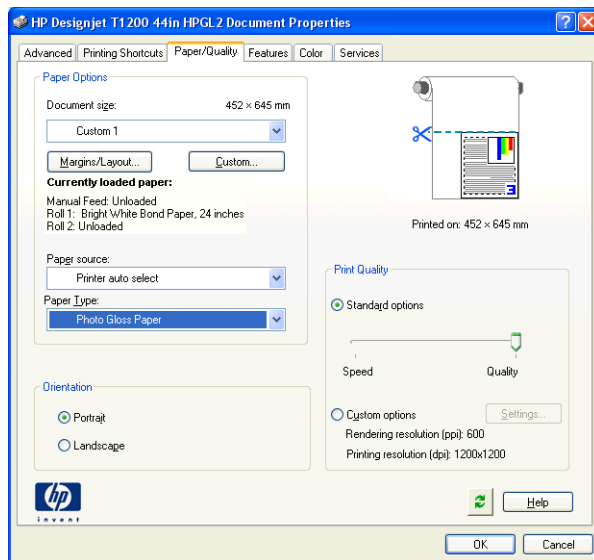 HP Designjet T1200 44in HPGL2 Document Properties
Advanced Printing Shortcuts Paper/Quality Features Color Services
Paper Options
Document size: 452 × 645 mm
Custom 1
Margins/Layout... Custom...
Currently loaded paper:
Manual Feed: Unloaded
Roll 1: Bright White Bond Paper, 24 inches
Roll 2: Unloaded
Paper source:
Printer auto select
Paper Type:
Photo Gloss Paper
Orientation
Portrait
Landscape
3
Printed on: 452 × 645 mm
Print Quality
Standard options
Speed Quality
Custom options Settings...
Rendering resolution (ppi): 600
Printing resolution (dpi): 1200x1200
hp
invent
Help
OK Cancel